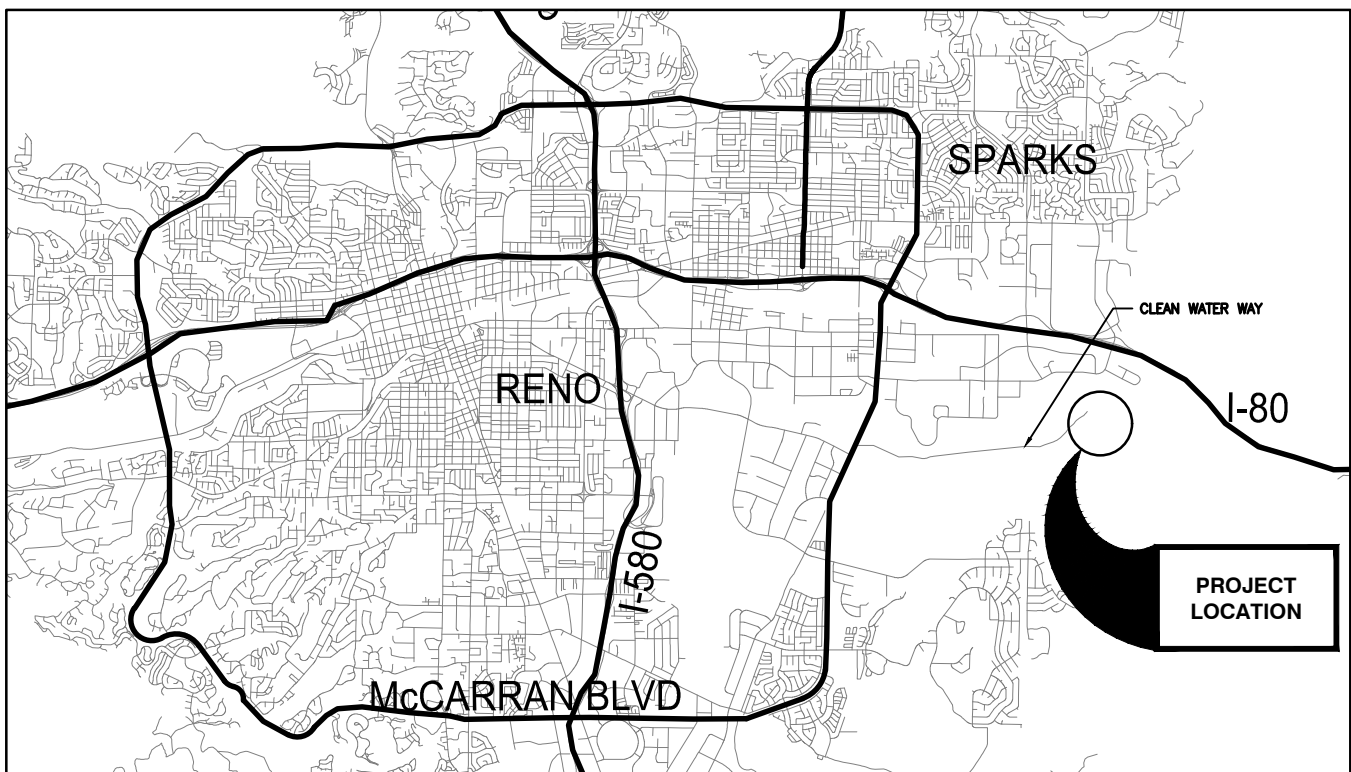 SPARKS
CLEAN WATER WAY
RENO
I-80
I-580
PROJECT
LOCATION
McCARRAN BLVD